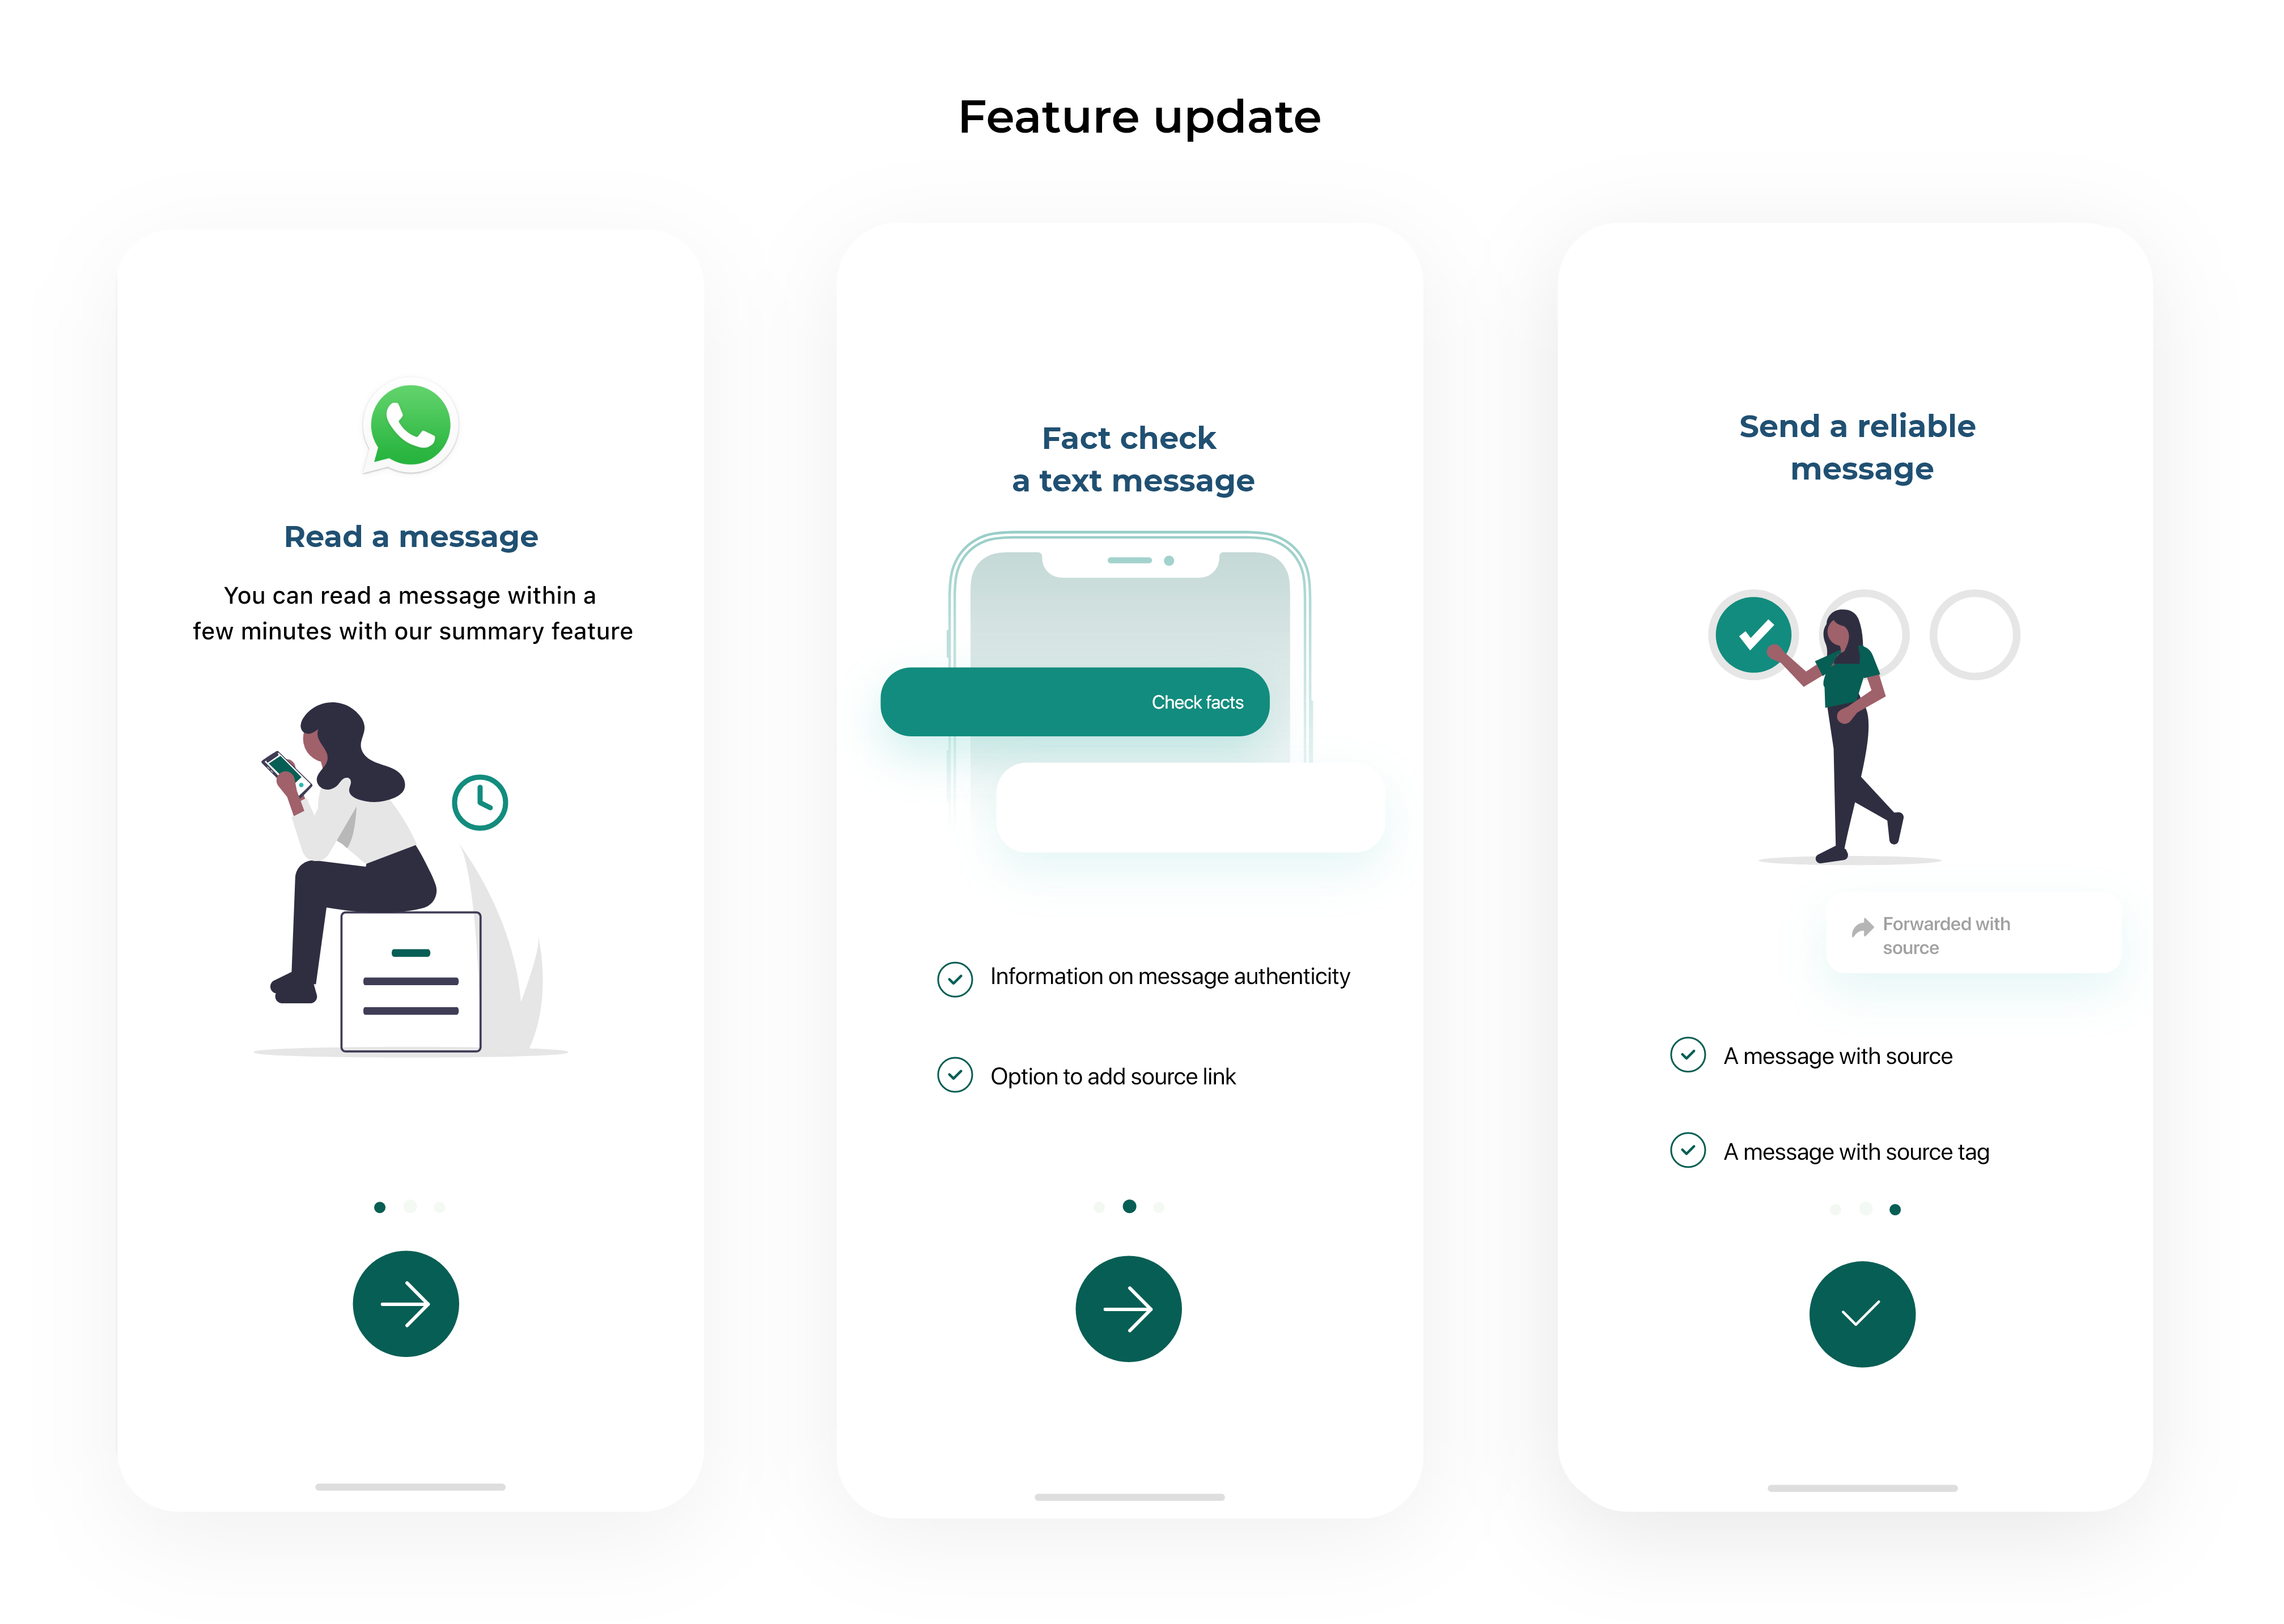 Feature update
Read a message
You can read a message within a
few minutes with our summary feature
Fact check
a text message
Check facts
Information on message authenticity
Option to add source link
Send a reliable
message
Forwarded with
source
A message with source
A message with source tag